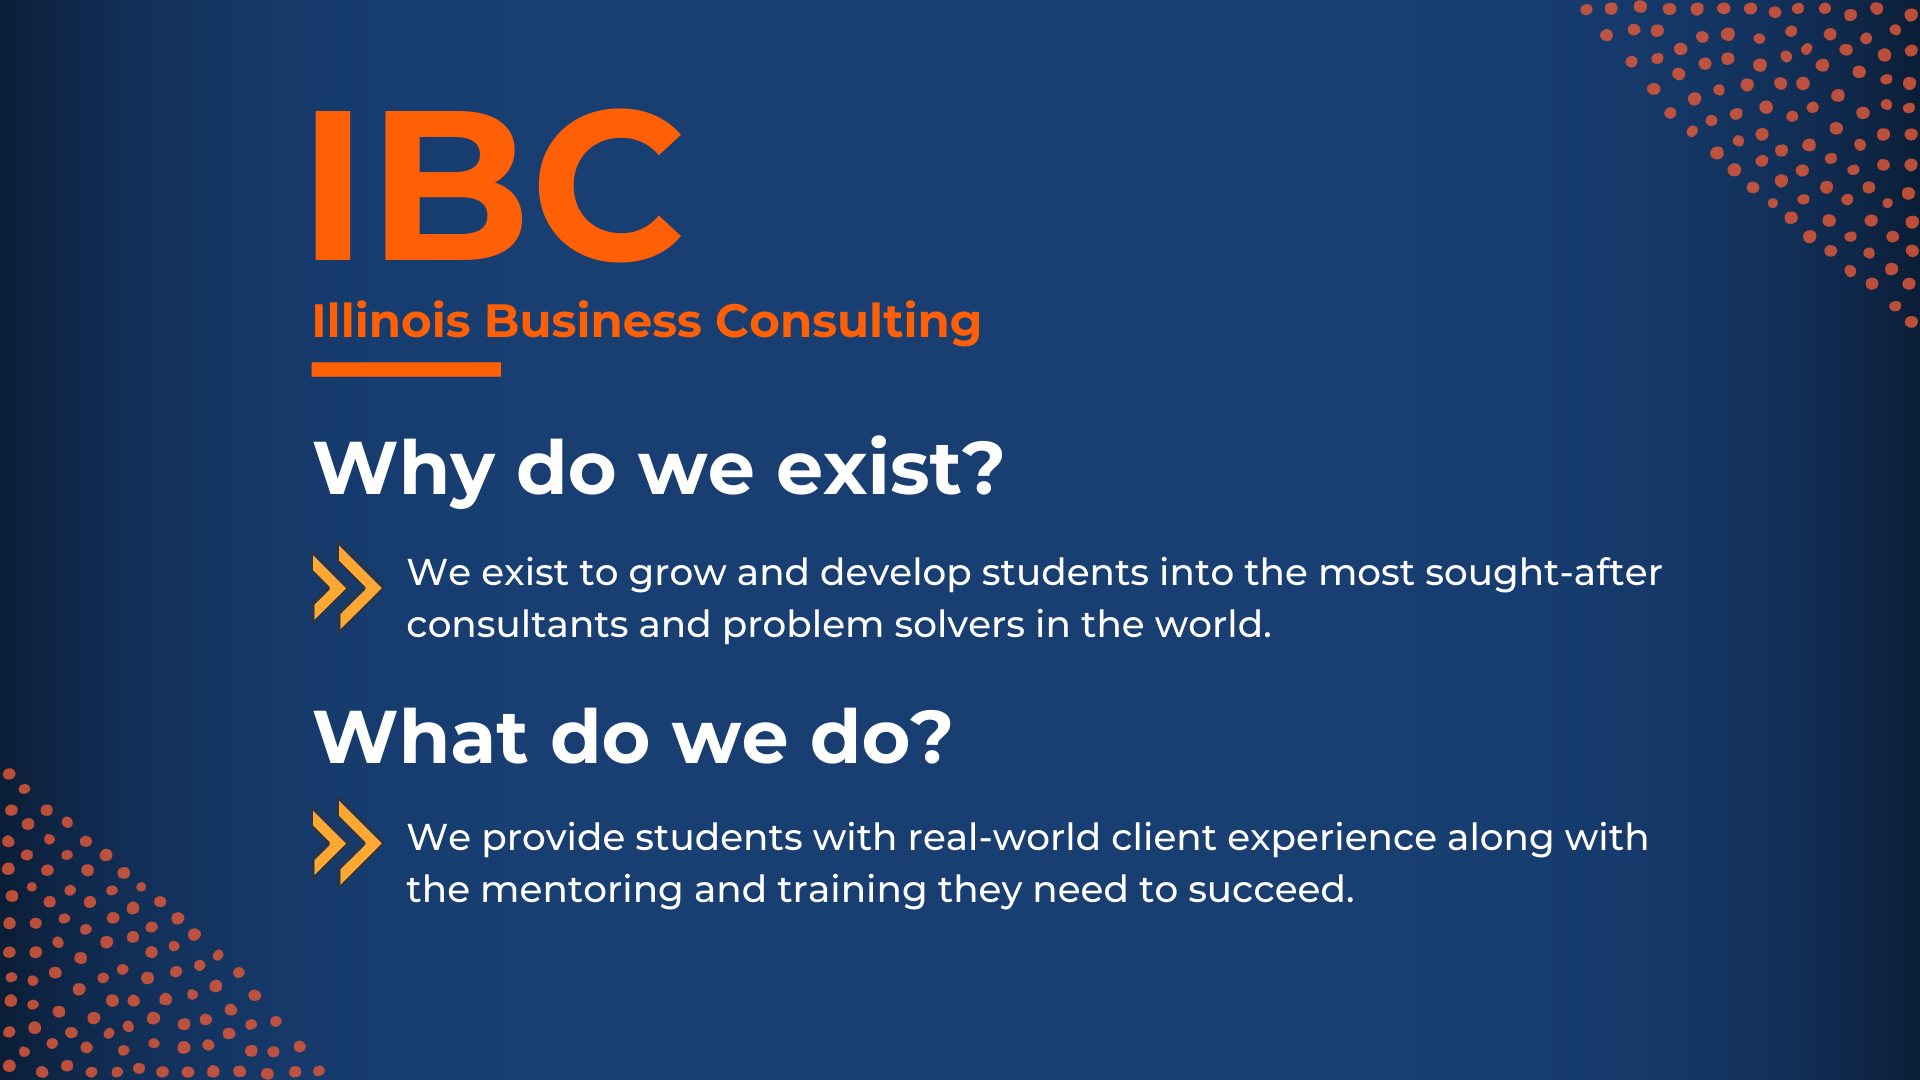 IBC
Illinois Business Consulting
Why do we exist?
We exist to grow and develop students into the most sought-after
consultants and problem solvers in the world.
What do we do?
We provide students with real-world client experience along with
the mentoring and training they need to succeed.